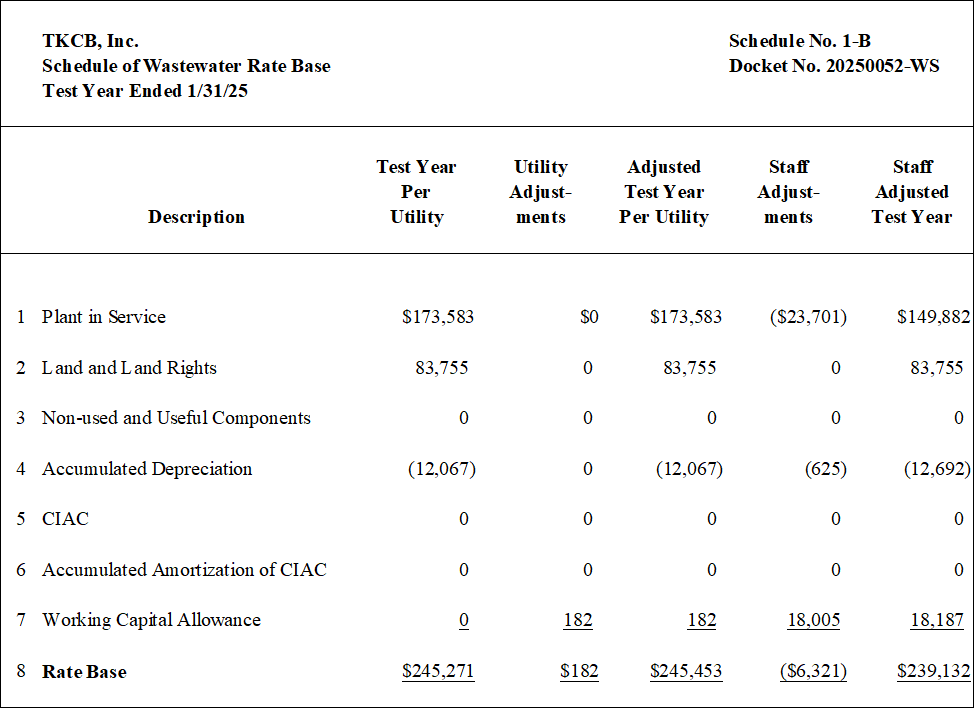 TKCB, Inc. Schedule No. 1-B
Schedule of Wastewater Rate Base Docket No. 20250052-WS
Test Year Ended 1/31/25
Test Year Utility Adjusted Staff Staff
Per Adjust- Test Year Adjust- Adjusted
Description Utility ments Per Utility ments Test Year
1 Plant in Service $173,583 $0 $173,583 ($23,701) $149,882
2 Land and Land Rights 83,755 0 83,755 0 83,755
3 Non-used and Useful Components 0 0 0 0 0
4 Accumulated Depreciation (12,067) 0 (12,067) (625) (12,692)
5 CIAC 0 0 0 0 0
6 Accumulated Amortization of CIAC 0 0 0 0 0
7 Working Capital Allowance 0 182 182 18,005 18,187
8 Rate Base $245,271 $182 $245,453 ($6,321) $239,132